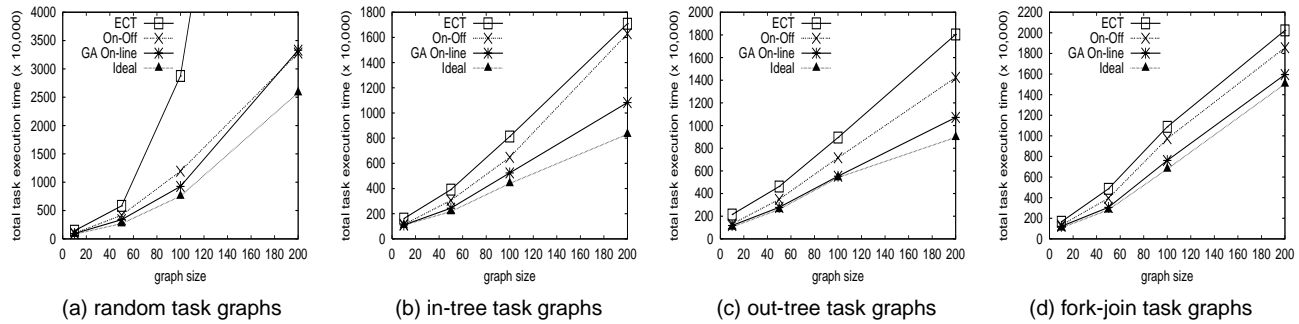 total task execution time (x 10,000)
4000
3500
3000
2500
2000
1500
1000
500
0
ECT
On-Off
GA On-line
Ideal
0 20 40 60 80 100 120 140 160 180 200
graph size
(a) random task graphs
total task execution time (x 10,000)
1800
1600
1400
1200
1000
800
600
400
200
0
ECT
On-Off
GA On-line
Ideal
0 20 40 60 80 100 120 140 160 180 200
graph size
(b) in-tree task graphs
total task execution time (x 10,000)
2000
1800
1600
1400
1200
1000
800
600
400
200
0
ECT
On-Off
GA On-line
Ideal
0 20 40 60 80 100 120 140 160 180 200
graph size
(c) out-tree task graphs
total task execution time (x 10,000)
2200
2000
1800
1600
1400
1200
1000
800
600
400
200
0
ECT
On-Off
GA On-line
Ideal
0 20 40 60 80 100 120 140 160 180 200
graph size
(d) fork-join task graphs